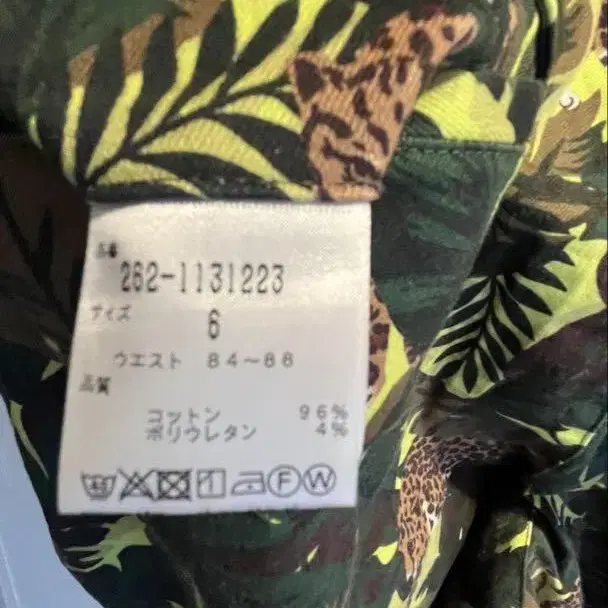 品番
262-1131223
サイズ
6
ウエスト 84~88
品質
コットン 96%
ポリウレタン 4%
F W